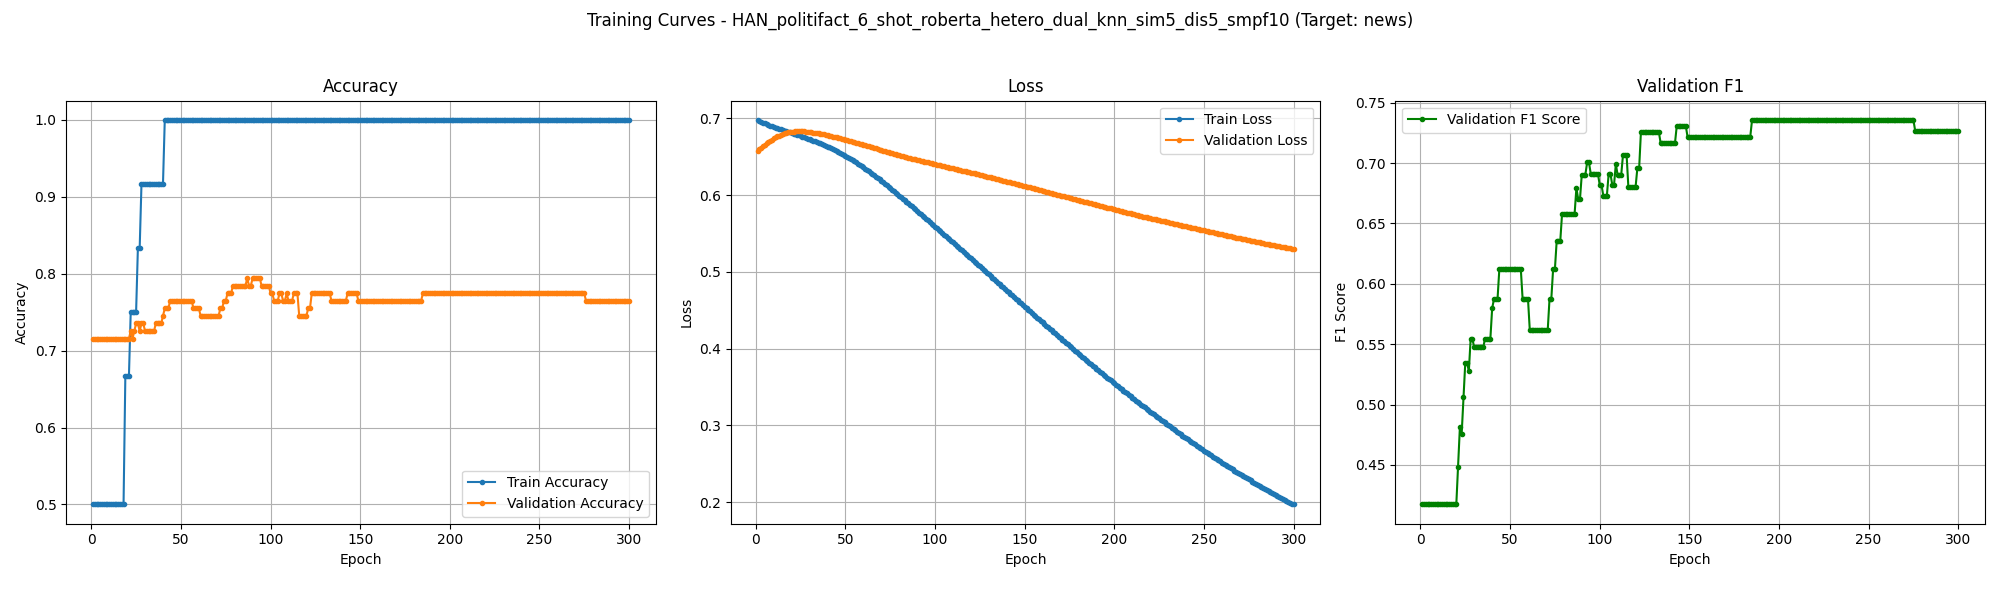 Training Curves - HAN_politifact_6_shot_roberta_hetero_dual_knn_sim5_dis5_smpf10 (Target: news)
Accuracy
1.0
0.9
0.8
0.7
0.6
0.5
Accuracy
Train Accuracy
Validation Accuracy
0 50 100 150 200 250 300
Epoch
Loss
0.7
0.6
0.5
0.4
0.3
0.2
Loss
Train Loss
Validation Loss
0 50 100 150 200 250 300
Epoch
Validation F1
0.75
0.70
0.65
0.60
0.55
0.50
0.45
F1 Score
Validation F1 Score
0 50 100 150 200 250 300
Epoch